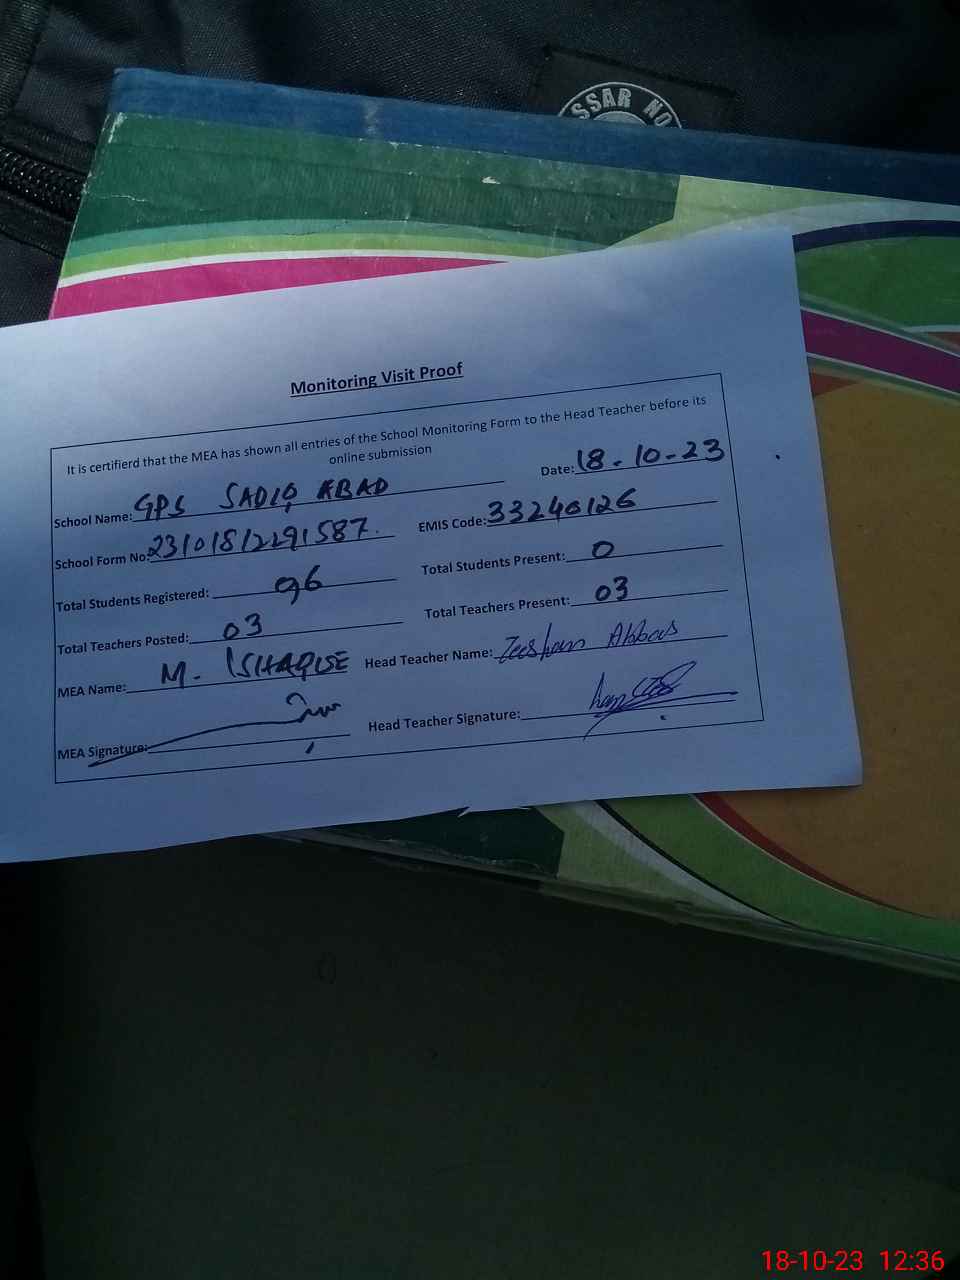 SSAR NO
Monitoring Visit Proof
It is certifierd that the MEA has shown all entries of the School Monitoring Form to the Head Teacher before its
online submission
Date: 18-10-23
School Name: GPS SADIQ ABAD
EMIS Code: 33240126
School Form No: 23101812291587.
Total Students Registered: 96
Total Students Present: 0
Total Teachers Posted: 03
Total Teachers Present: 03
MEA Name: M. ISHAQUE
Head Teacher Name: Zeeshan Abbas
MEA Signature:
Head Teacher Signature:
18-10-23 12:36